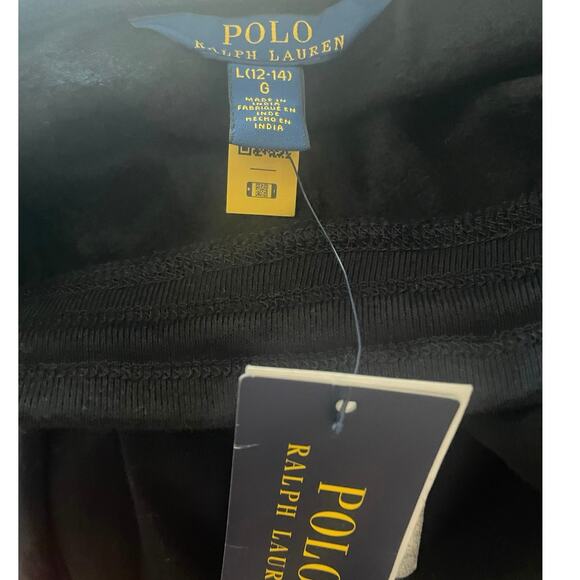 POLO
RALPH LAUREN
L(12-14)
G
MADE IN
INDIA
FABRIQUÉ EN
INDE
HECHO EN
INDIA
POLO
RALPH LAUR